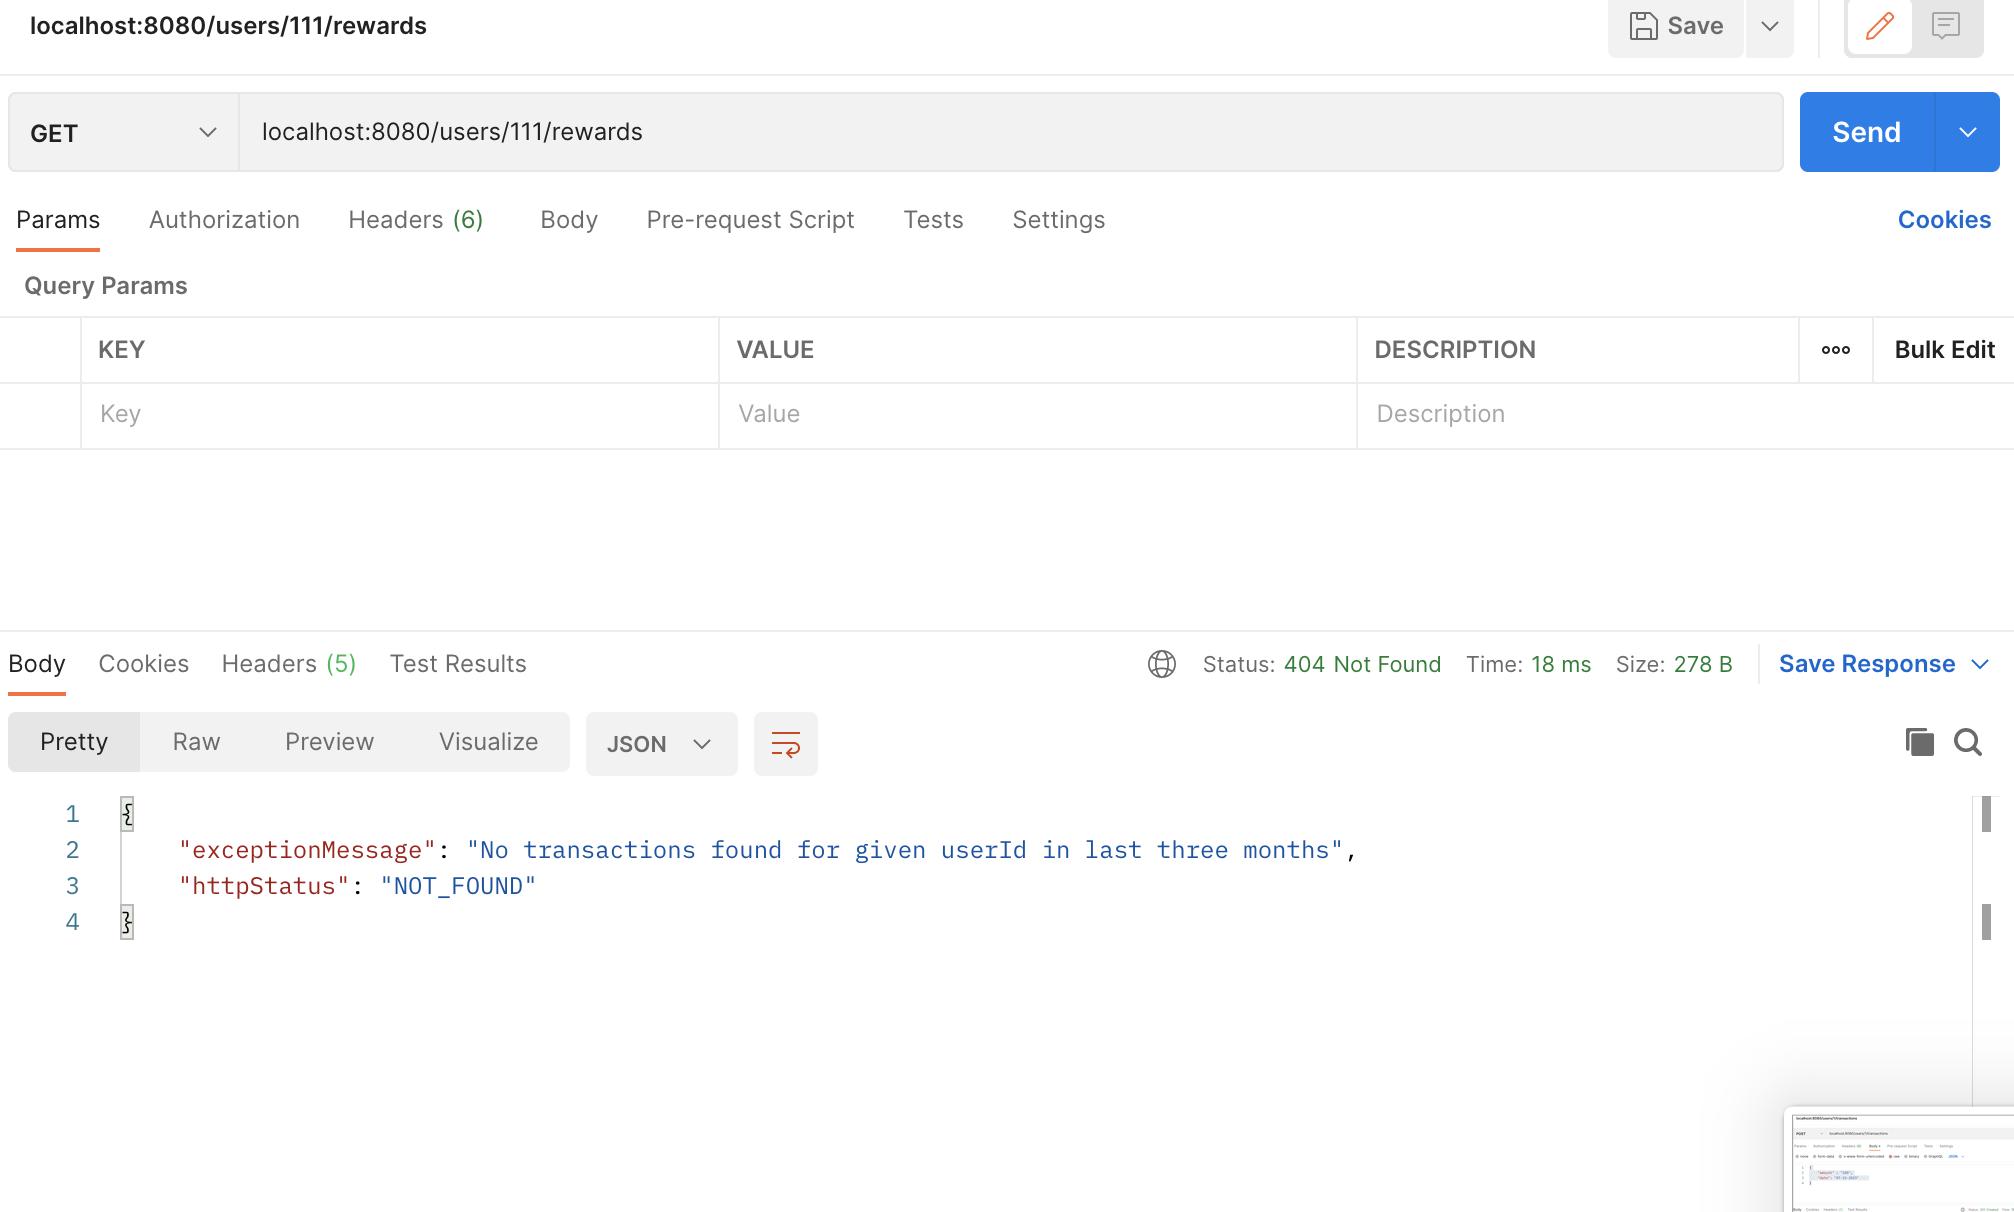 localhost:8080/users/111/rewards
Save
GET
localhost:8080/users/111/rewards
Send
Params Authorization Headers (6) Body Pre-request Script Tests Settings Cookies
Query Params
KEY VALUE DESCRIPTION ooo Bulk Edit
Key Value Description
Body Cookies Headers (5) Test Results Status: 404 Not Found Time: 18 ms Size: 278 B Save Response
Pretty Raw Preview Visualize JSON
1 {
2 "exceptionMessage": "No transactions found for given userId in last three months",
3 "httpStatus": "NOT_FOUND"
4 }
POST